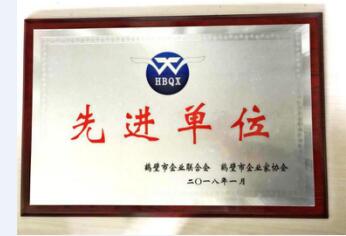 HBQX
先进单位
鹤壁市企业联合会 鹤壁市企业家协会
二〇一八年一月